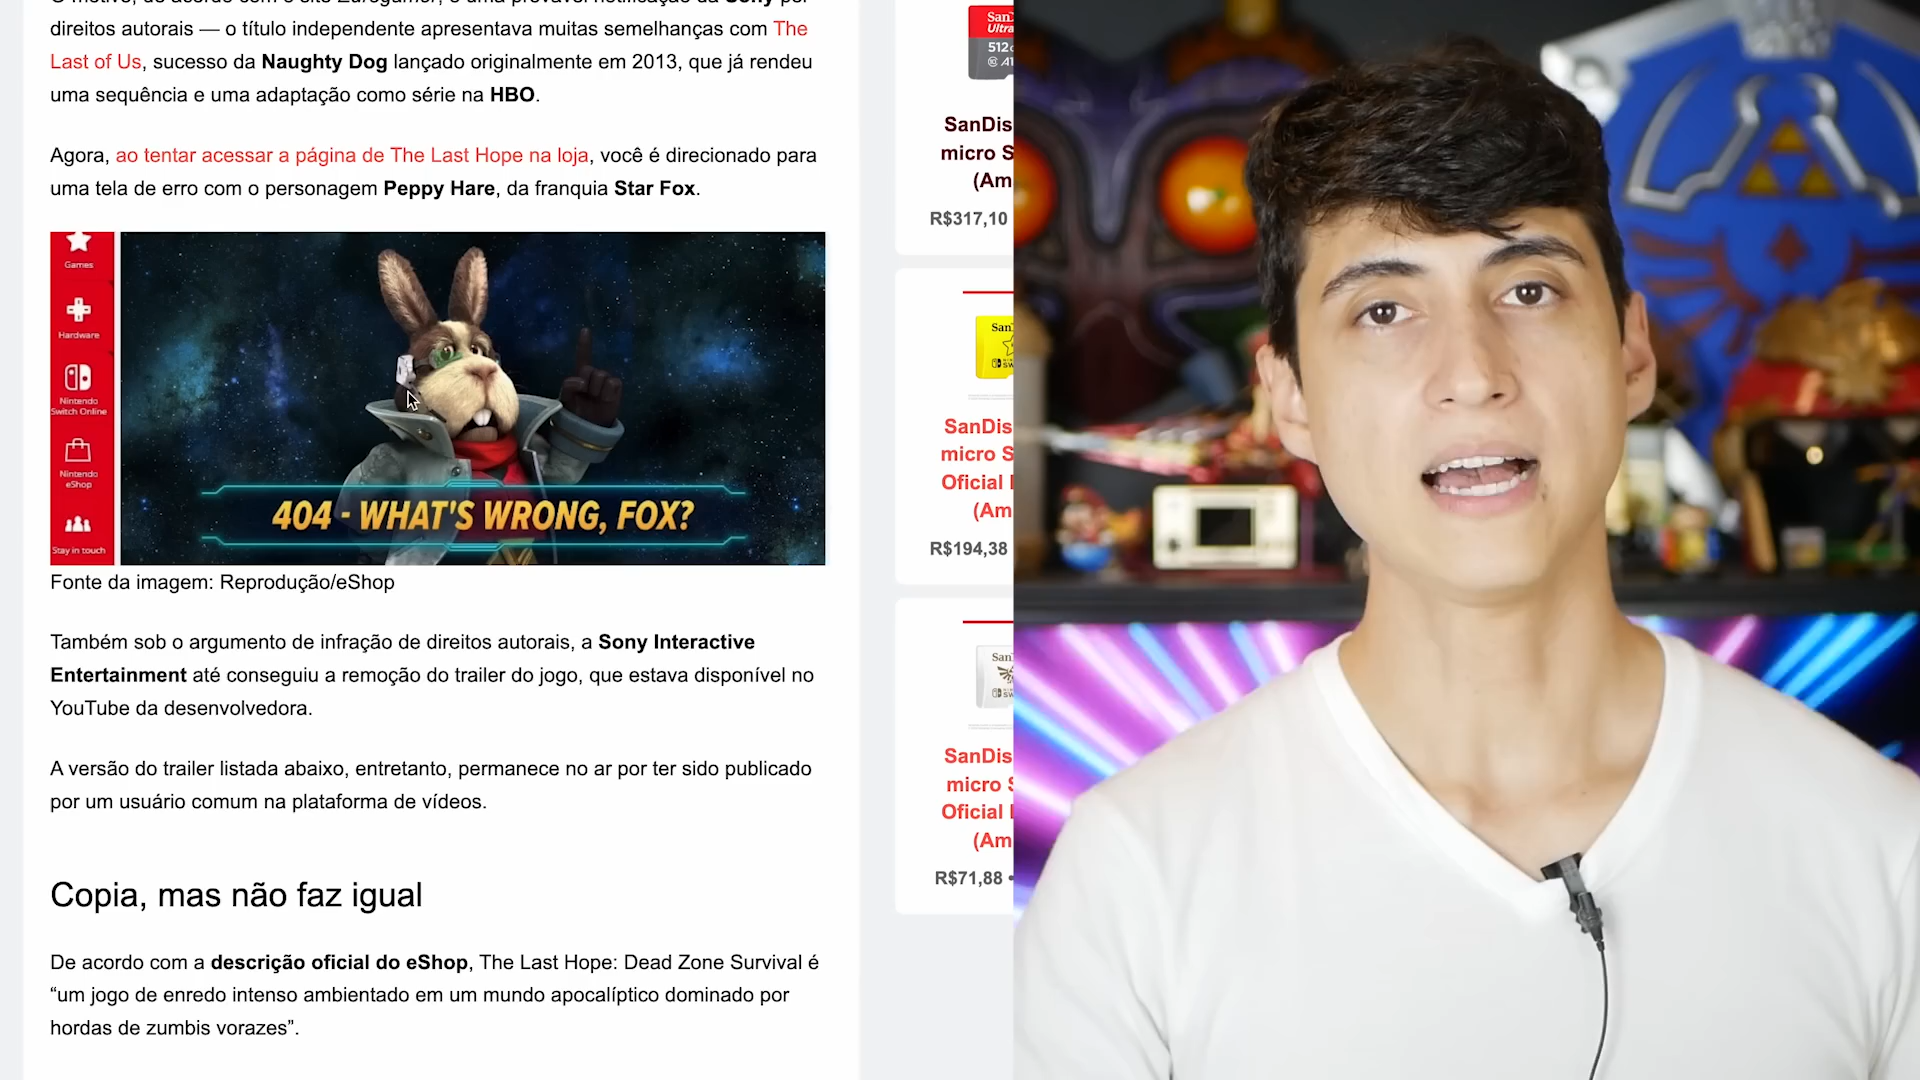 direitos autorais — o título independente apresentava muitas semelhanças com The
Last of Us, sucesso da Naughty Dog lançado originalmente em 2013, que já rendeu
uma sequência e uma adaptação como série na HBO.
Agora, ao tentar acessar a página de The Last Hope na loja, você é direcionado para
uma tela de erro com o personagem Peppy Hare, da franquia Star Fox.
Games
Hardware
Nintendo
Switch Online
Nintendo
eShop
Stay in touch
404 - WHAT'S WRONG, FOX?
Fonte da imagem: Reprodução/eShop
Também sob o argumento de infração de direitos autorais, a Sony Interactive
Entertainment até conseguiu a remoção do trailer do jogo, que estava disponível no
YouTube da desenvolvedora.
A versão do trailer listada abaixo, entretanto, permanece no ar por ter sido publicado
por um usuário comum na plataforma de vídeos.
Copia, mas não faz igual
De acordo com a descrição oficial do eShop, The Last Hope: Dead Zone Survival é
“um jogo de enredo intenso ambientado em um mundo apocalíptico dominado por
hordas de zumbis vorazes”.
SanDis
micro S
(Am
R$317,10
SanDis
micro S
Oficial
(Am
R$194,38
SanDis
micro S
Oficial
(Am
R$71,88 •